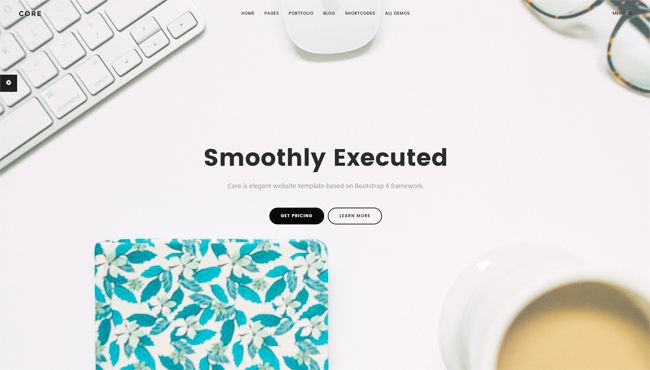 CORE
HOME PAGES PORTFOLIO BLOG SHORTCODES ALL DEMOS
Smoothly Executed
Core is elegant website template based on Bootstrap 4 framework.
GET PRICING LEARN MORE